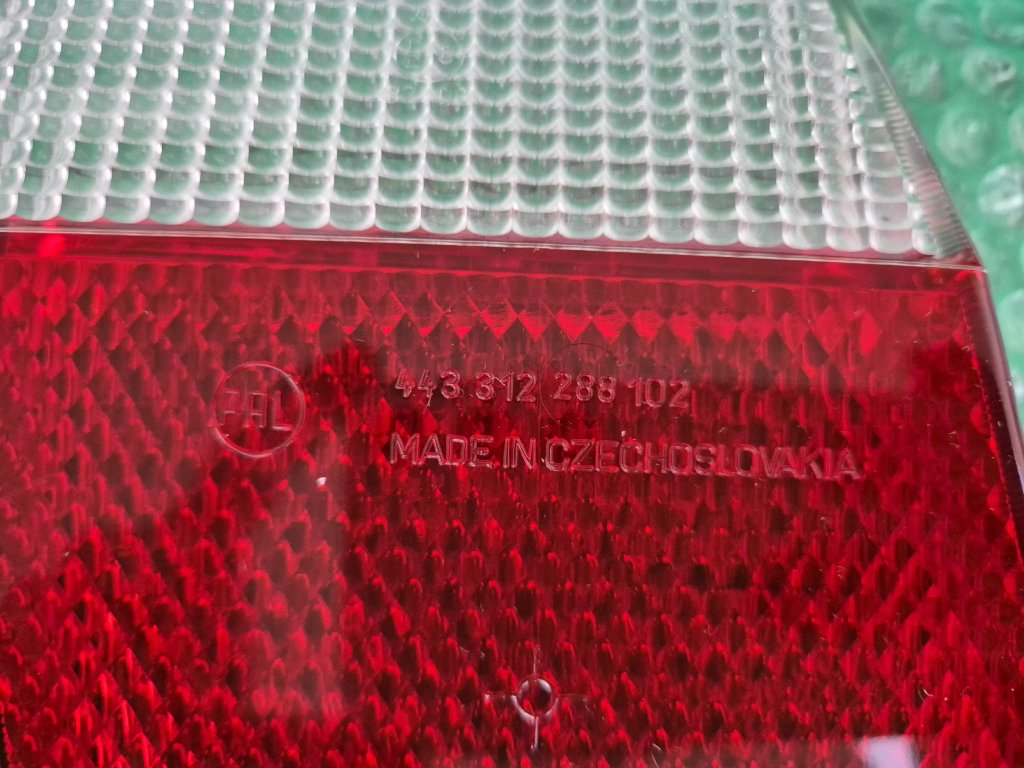 PAL
443 312 288 102
MADE IN CZECHOSLOVAKIA